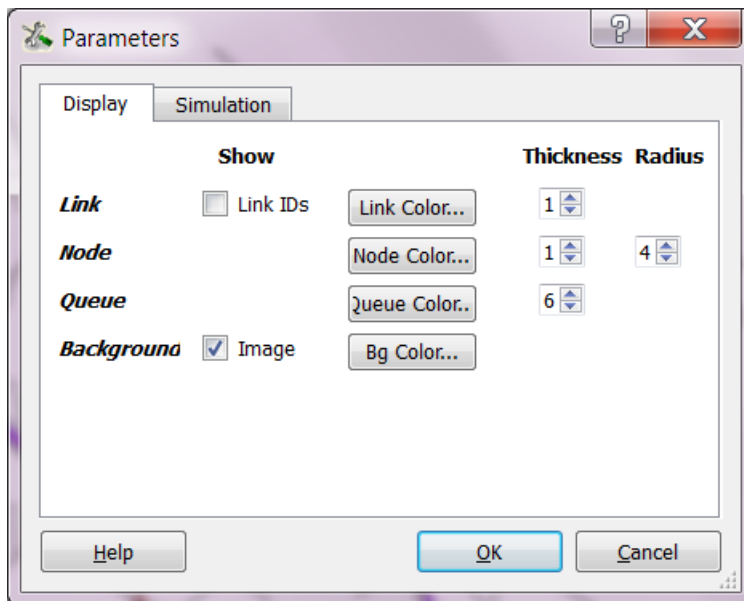 Parameters
Display Simulation
Show Thickness Radius
Link Link IDs Link Color... 1
Node Node Color... 1 4
Queue Queue Color.. 6
Background Image Bg Color...
Help OK Cancel